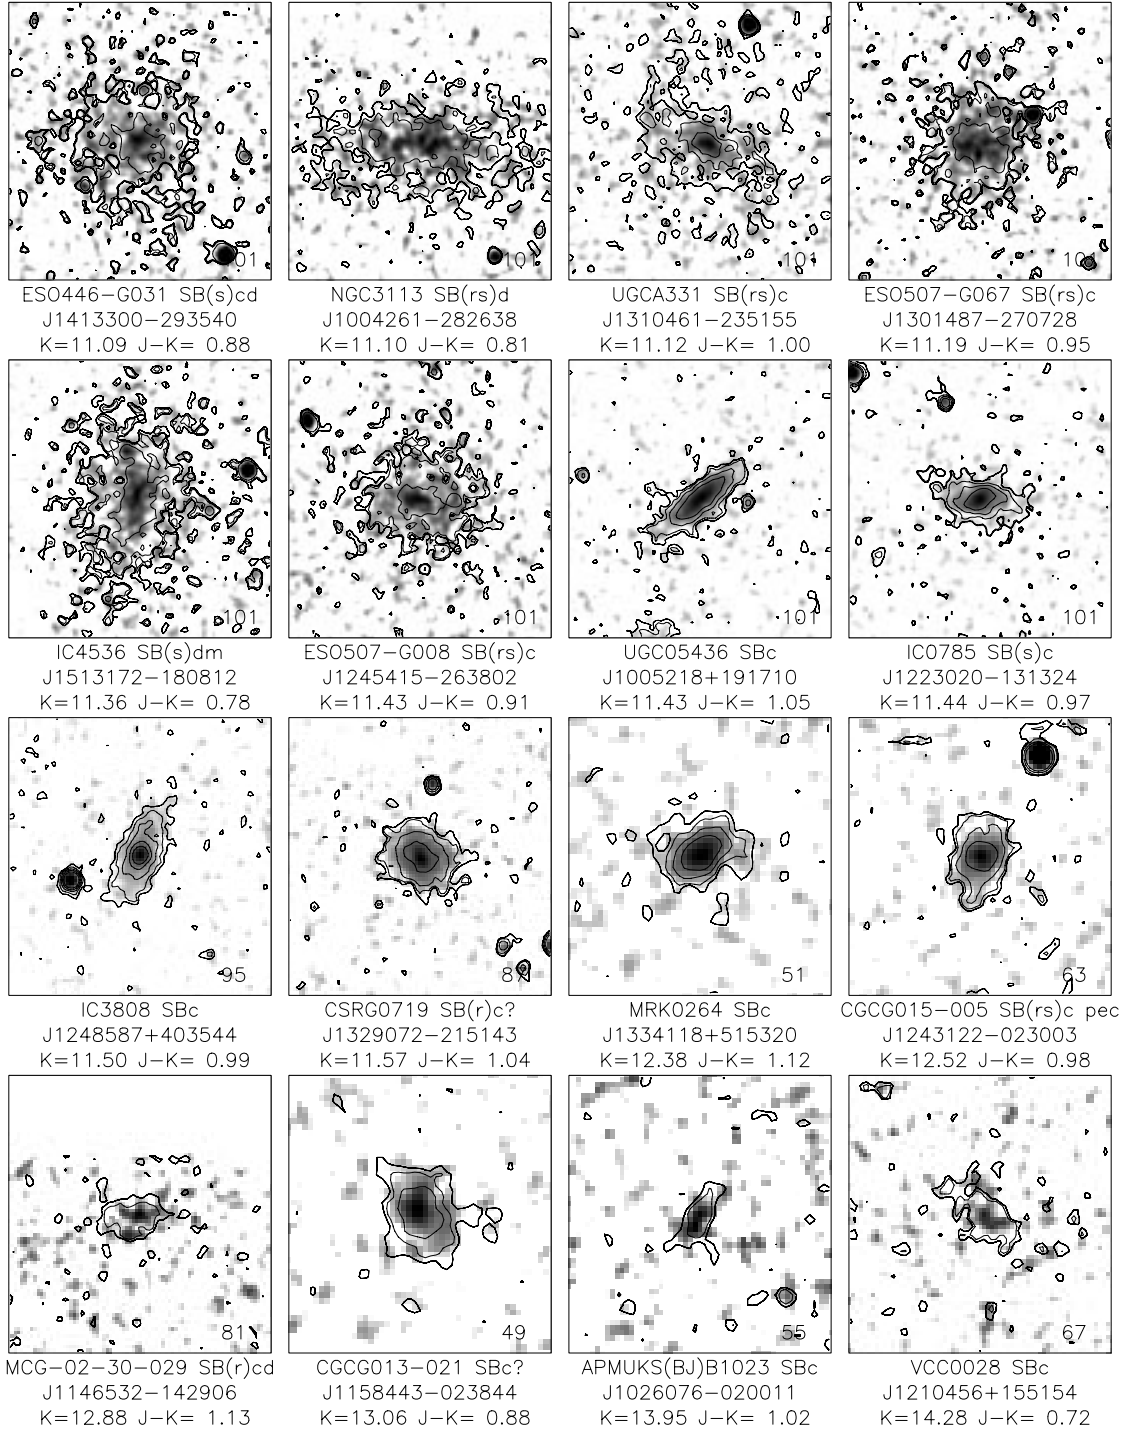 101 101 101 101
ESO446-G031 SB(s)cd NGC3113 SB(rs)d UGCA331 SB(rs)c ESO507-G067 SB(rs)c
J1413300-293540 J1004261-282638 J1310461-235155 J1301487-270728
K=11.09 J-K= 0.88 K=11.10 J-K= 0.81 K=11.12 J-K= 1.00 K=11.19 J-K= 0.95
101 101 101 101
IC4536 SB(s)dm ESO507-G008 SB(rs)c UGC05436 SBc IC0785 SB(s)c
J1513172-180812 J1245415-263802 J1005218+191710 J1223020-131324
K=11.36 J-K= 0.78 K=11.43 J-K= 0.91 K=11.43 J-K= 1.05 K=11.44 J-K= 0.97
95 51 63
IC3808 SBc CSRG0719 SB(r)c? MRK0264 SBc CGCG015-005 SB(rs)c pec
J1248587+403544 J1329072-215143 J1334118+515320 J1243122-023003
K=11.50 J-K= 0.99 K=11.57 J-K= 1.04 K=12.38 J-K= 1.12 K=12.52 J-K= 0.98
81 49 55 67
MCG-02-30-029 SB(r)cd CGCG013-021 SBc? APMUKS(BJ)B1023 SBc VCC0028 SBc
J1146532-142906 J1158443-023844 J1026076-020011 J1210456+155154
K=12.88 J-K= 1.13 K=13.06 J-K= 0.88 K=13.95 J-K= 1.02 K=14.28 J-K= 0.72